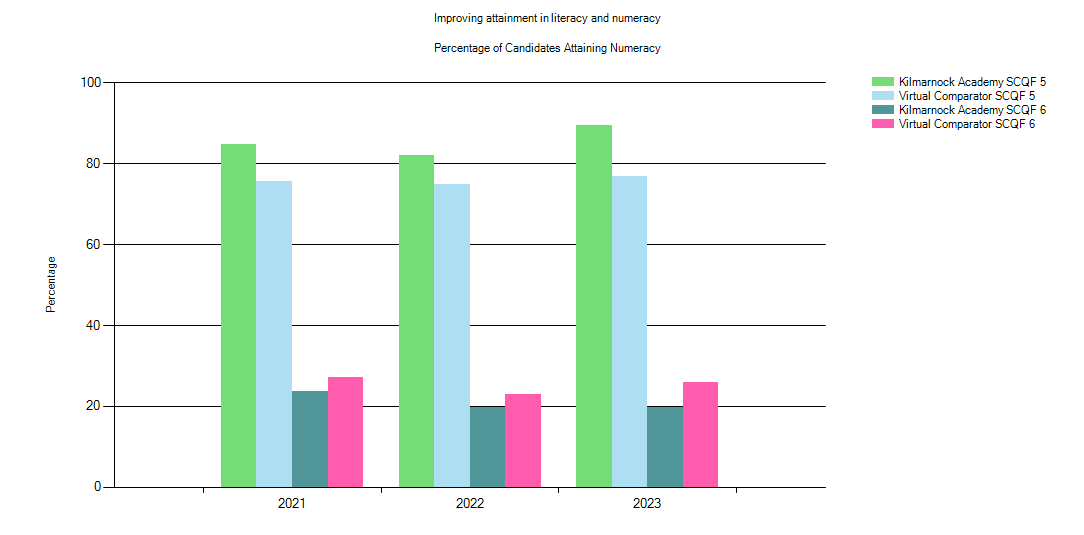 Improving attainment in literacy and numeracy
Percentage of Candidates Attaining Numeracy
Kilmarnock Academy SCQF 5
Virtual Comparator SCQF 5
Kilmarnock Academy SCQF 6
Virtual Comparator SCQF 6
Percentage
100
80
60
40
20
0
2021 2022 2023